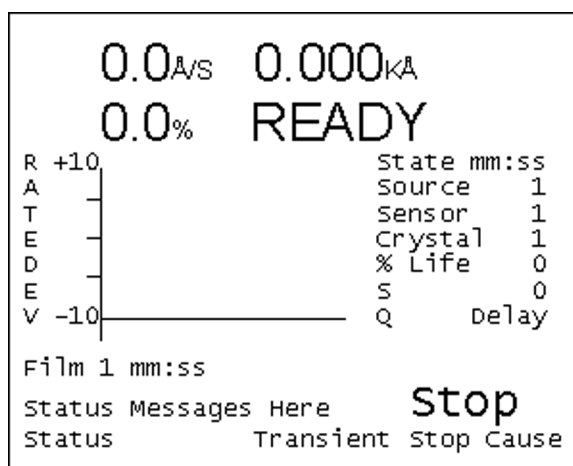 0.0Å/S 0.000KÅ
0.0% READY
RATEDEV
+10
-10
State mm:ss
Source 1
Sensor 1
Crystal 1
% Life 0
S 0
Q Delay
Film 1 mm:ss
Status Messages Here Stop
Status Transient Stop Cause